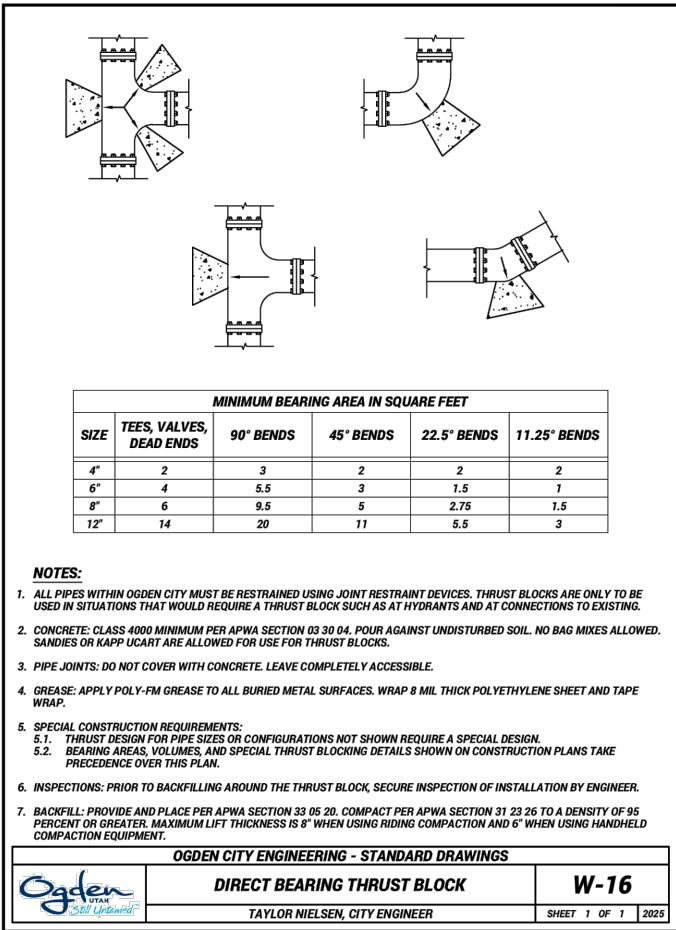 MINIMUM BEARING AREA IN SQUARE FEET
SIZE TEES, VALVES, DEAD ENDS 90° BENDS 45° BENDS 22.5° BENDS 11.25° BENDS
4" 2 3 2 2 2
6" 4 5.5 3 1.5 1
8" 6 9.5 5 2.75 1.5
12" 14 20 11 5.5 3
NOTES:
1. ALL PIPES WITHIN OGDEN CITY MUST BE RESTRAINED USING JOINT RESTRAINT DEVICES. THRUST BLOCKS ARE ONLY TO BE
USED IN SITUATIONS THAT WOULD REQUIRE A THRUST BLOCK SUCH AS AT HYDRANTS AND AT CONNECTIONS TO EXISTING.
2. CONCRETE: CLASS 4000 MINIMUM PER APWA SECTION 03 30 04. POUR AGAINST UNDISTURBED SOIL. NO BAG MIXES ALLOWED.
SANDIES OR KAPP UCART ARE ALLOWED FOR USE FOR THRUST BLOCKS.
3. PIPE JOINTS: DO NOT COVER WITH CONCRETE. LEAVE COMPLETELY ACCESSIBLE.
4. GREASE: APPLY POLY-FM GREASE TO ALL BURIED METAL SURFACES. WRAP 8 MIL THICK POLYETHYLENE SHEET AND TAPE
WRAP.
5. SPECIAL CONSTRUCTION REQUIREMENTS:
5.1. THRUST DESIGN FOR PIPE SIZES OR CONFIGURATIONS NOT SHOWN REQUIRE A SPECIAL DESIGN.
5.2. BEARING AREAS, VOLUMES, AND SPECIAL THRUST BLOCKING DETAILS SHOWN ON CONSTRUCTION PLANS TAKE
PRECEDENCE OVER THIS PLAN.
6. INSPECTIONS: PRIOR TO BACKFILLING AROUND THE THRUST BLOCK, SECURE INSPECTION OF INSTALLATION BY ENGINEER.
7. BACKFILL: PROVIDE AND PLACE PER APWA SECTION 33 05 20. COMPACT PER APWA SECTION 31 23 26 TO A DENSITY OF 95
PERCENT OR GREATER. MAXIMUM LIFT THICKNESS IS 8" WHEN USING RIDING COMPACTION AND 6" WHEN USING HANDHELD
COMPACTION EQUIPMENT.
OGDEN CITY ENGINEERING - STANDARD DRAWINGS
Ogden
UTAH
Still Untamed
DIRECT BEARING THRUST BLOCK
W-16
TAYLOR NIELSEN, CITY ENGINEER
SHEET 1 OF 1 2025